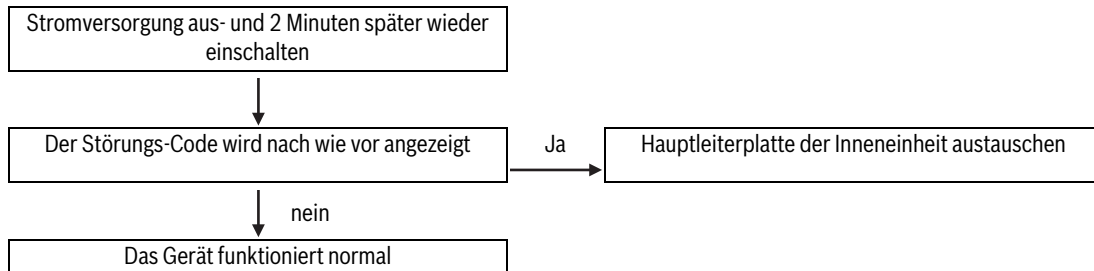 Stromversorgung aus- und 2 Minuten später wieder
einschalten
Der Störungs-Code wird nach wie vor angezeigt
Ja
Hauptleiterplatte der Inneneinheit austauschen
nein
Das Gerät funktioniert normal